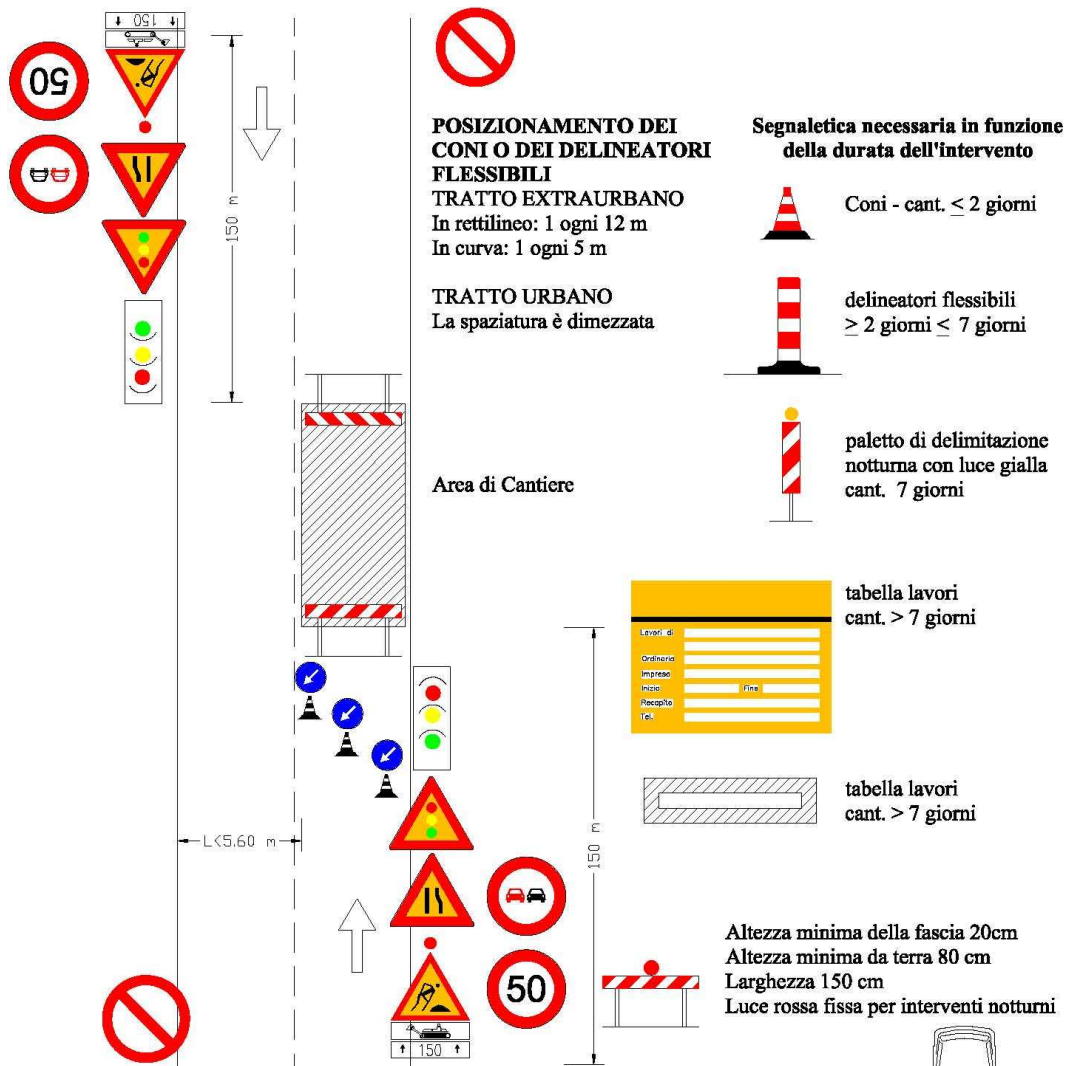 150
50
150 m
POSIZIONAMENTO DEI
CONI O DEI DELINEATORI
FLESSIBILI
TRATTO EXTRAURBANO
In rettilineo: 1 ogni 12 m
In curva: 1 ogni 5 m
TRATTO URBANO
La spaziatura è dimezzata
Segnaletica necessaria in funzione
della durata dell'intervento
Coni - cant. ≤ 2 giorni
delineatori flessibili
≥ 2 giorni ≤ 7 giorni
paletto di delimitazione
notturna con luce gialla
cant. 7 giorni
Area di Cantiere
tabella lavori
cant. > 7 giorni
Lavori di
Ordinanza
Impresa
Inizio Fine
Recapito
Tel.
tabella lavori
cant. > 7 giorni
L<5.60 m
150 m
50
150
Altezza minima della fascia 20cm
Altezza minima da terra 80 cm
Larghezza 150 cm
Luce rossa fissa per interventi notturni